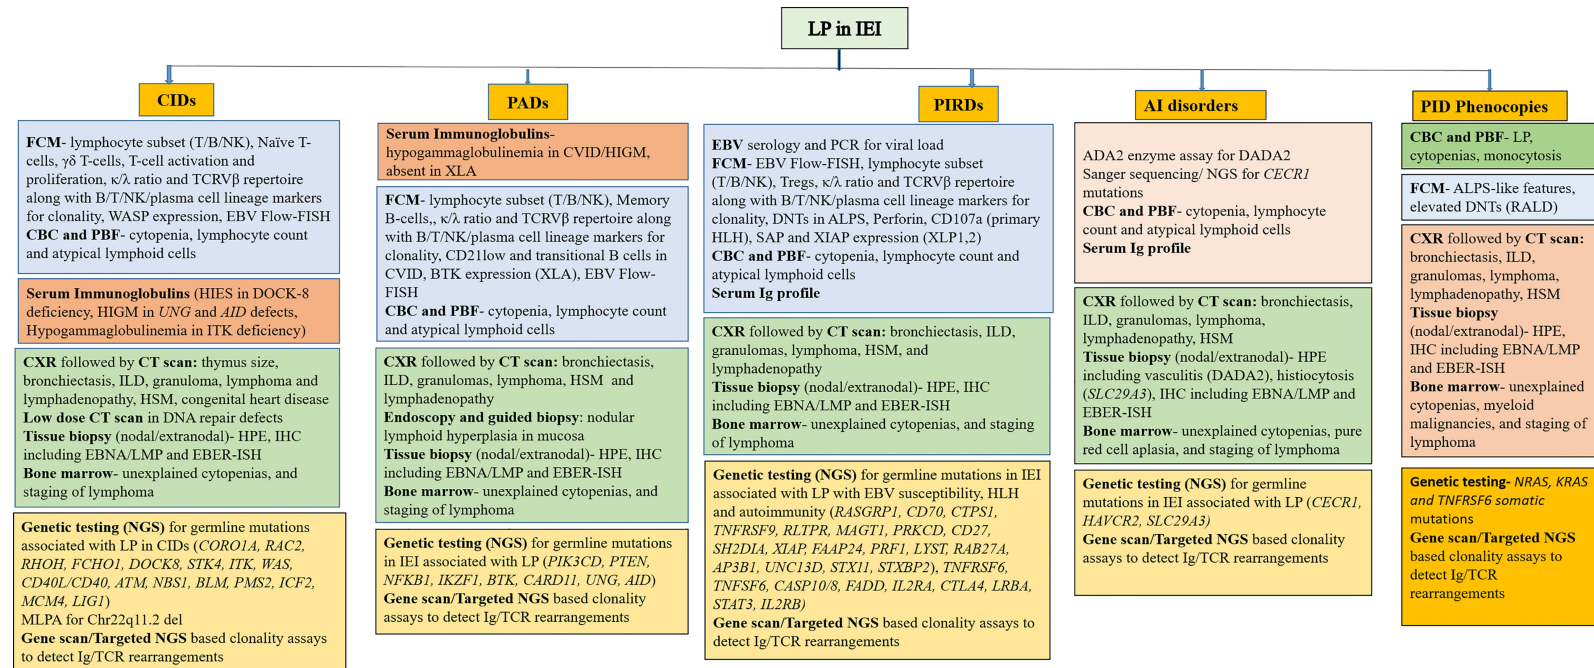 LP in IEI
CIDs
FCM- lymphocyte subset (T/B/NK), Naïve T-
cells, γδ T-cells, T-cell activation and
proliferation, κ/λ ratio and TCRVβ repertoire
along with B/T/NK/plasma cell lineage markers
for clonality, WASP expression, EBV Flow-FISH
CBC and PBF- cytopenia, lymphocyte count
and atypical lymphoid cells
Serum Immunoglobulins (HIES in DOCK-8
deficiency, HIGM in UNG and AID defects,
Hypogammaglobulinemia in ITK deficiency)
CXR followed by CT scan: thymus size,
bronchiectasis, ILD, granuloma, lymphoma and
lymphadenopathy, HSM, congenital heart disease
Low dose CT scan in DNA repair defects
Tissue biopsy (nodal/extranodal)- HPE, IHC
including EBNA/LMP and EBER-ISH
Bone marrow- unexplained cytopenias, and
staging of lymphoma
Genetic testing (NGS) for germline mutations
associated with LP in CIDs (CORO1A, RAC2,
RHOH, FCHO1, DOCK8, STK4, ITK, WAS,
CD40L/CD40, ATM, NBS1, BLM, PMS2, ICF2,
MCM4, LIG1)
MLPA for Chr22q11.2 del
Gene scan/Targeted NGS based clonality assays
to detect Ig/TCR rearrangements
PADs
Serum Immunoglobulins-
hypogammaglobulinemia in CVID/HIGM,
absent in XLA
FCM- lymphocyte subset (T/B/NK), Memory
B-cells,, κ/λ ratio and TCRVβ repertoire along
with B/T/NK/plasma cell lineage markers for
clonality, CD21low and transitional B cells in
CVID, BTK expression (XLA), EBV Flow-
FISH
CBC and PBF- cytopenia, lymphocyte count
and atypical lymphoid cells
CXR followed by CT scan: bronchiectasis,
ILD, granulomas, lymphoma, HSM and
lymphadenopathy
Endoscopy and guided biopsy: nodular
lymphoid hyperplasia in mucosa
Tissue biopsy (nodal/extranodal)- HPE, IHC
including EBNA/LMP and EBER-ISH
Bone marrow- unexplained cytopenias, and
staging of lymphoma
Genetic testing (NGS) for germline mutations
in IEI associated with LP (PIK3CD, PTEN,
NFKB1, IKZF1, BTK, CARD11, UNG, AID)
Gene scan/Targeted NGS based clonality
assays to detect Ig/TCR rearrangements
PIRDs
EBV serology and PCR for viral load
FCM- EBV Flow-FISH, lymphocyte subset
(T/B/NK), Tregs, κ/λ ratio and TCRVβ repertoire
along with B/T/NK/plasma cell lineage markers for
clonality, DNTs in ALPS, Perforin, CD107a (primary
HLH), SAP and XIAP expression (XLP1,2)
CBC and PBF- cytopenia, lymphocyte count and
atypical lymphoid cells
Serum Ig profile
CXR followed by CT scan: bronchiectasis, ILD,
granulomas, lymphoma, HSM, and
lymphadenopathy
Tissue biopsy (nodal/extranodal)- HPE, IHC
including EBNA/LMP and EBER-ISH
Bone marrow- unexplained cytopenias, and staging
of lymphoma
Genetic testing (NGS) for germline mutations in IEI
associated with LP with EBV susceptibility, HLH
and autoimmunity (RASGRP1, CD70, CTPS1,
TNFRSF9, RLTPR, MAGT1, PRKCD, CD27,
SH2DIA, XIAP, FAAP24, PRF1, LYST, RAB27A,
AP3B1, UNC13D, STX11, STXBP2), TNFRSF6,
TNFSF6, CASP10/8, FADD, IL2RA, CTLA4, LRBA,
STAT3, IL2RB)
Gene scan/Targeted NGS based clonality assays to
detect Ig/TCR rearrangements
AI disorders
ADA2 enzyme assay for DADA2
Sanger sequencing/ NGS for CECR1
mutations
CBC and PBF- cytopenia, lymphocyte
count and atypical lymphoid cells
Serum Ig profile
CXR followed by CT scan: bronchiectasis,
ILD, granulomas, lymphoma,
lymphadenopathy, HSM
Tissue biopsy (nodal/extranodal)- HPE
including vasculitis (DADA2), histiocytosis
(SLC29A3), IHC including EBNA/LMP and
EBER-ISH
Bone marrow- unexplained cytopenias, pure
red cell aplasia, and staging of lymphoma
Genetic testing (NGS) for germline
mutations in IEI associated with LP (CECR1,
HAVCR2, SLC29A3)
Gene scan/Targeted NGS based clonality
assays to detect Ig/TCR rearrangements
PID Phenocopies
CBC and PBF- LP,
cytopenias, monocytosis
FCM- ALPS-like features,
elevated DNTs (RALD)
CXR followed by CT scan:
bronchiectasis, ILD,
granulomas, lymphoma,
lymphadenopathy, HSM
Tissue biopsy
(nodal/extranodal)- HPE,
IHC including EBNA/LMP
and EBER-ISH
Bone marrow- unexplained
cytopenias, myeloid
malignancies, and staging of
lymphoma
Genetic testing- NRAS, KRAS
and TNFRSF6 somatic
mutations
Gene scan/Targeted NGS
based clonality assays to
detect Ig/TCR
rearrangements